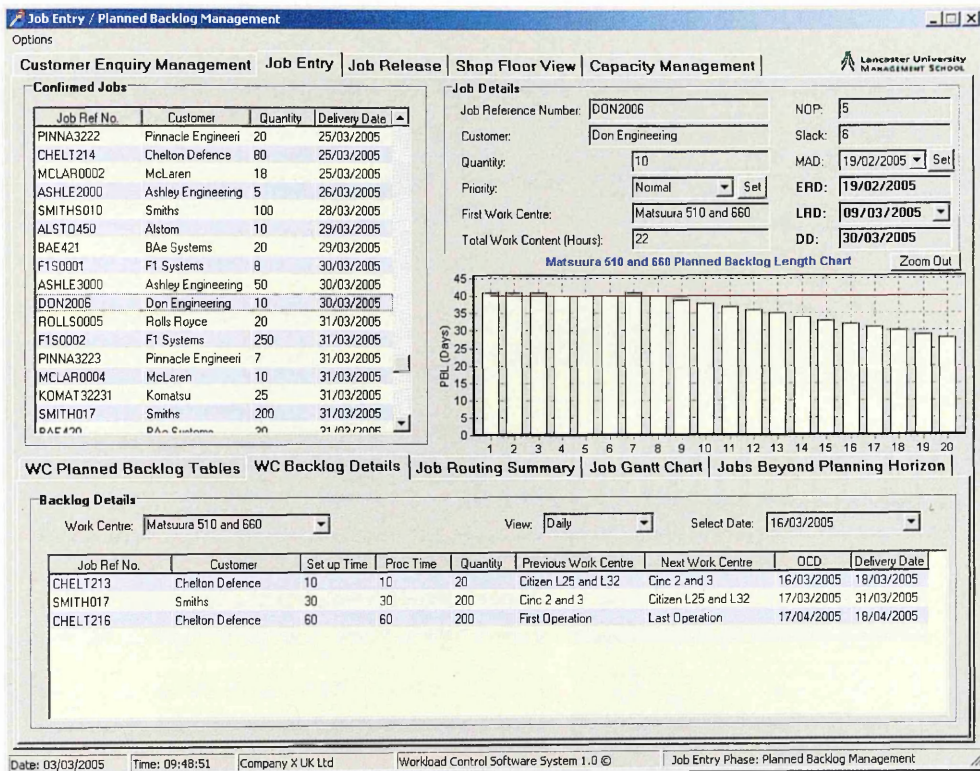 Job Entry / Planned Backlog Management
Options
Customer Enquiry Management Job Entry Job Release Shop Floor View Capacity Management
Lancaster University
MANAGEMENT SCHOOL
Confirmed Jobs
Job Ref No. Customer Quantity Delivery Date
PINNA3222 Pinnacle Engineeri 20 25/03/2005
CHELT214 Chelton Defence 80 25/03/2005
MCLAR0002 McLaren 18 25/03/2005
ASHLE2000 Ashley Engineering 5 26/03/2005
SMITHS010 Smiths 100 28/03/2005
ALSTO450 Alstom 10 29/03/2005
BAE421 BAe Systems 20 29/03/2005
F1S0001 F1 Systems 8 30/03/2005
ASHLE3000 Ashley Engineering 50 30/03/2005
DON2006 Don Engineering 10 30/03/2005
ROLLS0005 Rolls Royce 20 31/03/2005
F1S0002 F1 Systems 250 31/03/2005
PINNA3223 Pinnacle Engineeri 7 31/03/2005
MCLAR0004 McLaren 10 31/03/2005
KOMAT32231 Komatsu 25 31/03/2005
SMITH017 Smiths 200 31/03/2005
BAE420 BAe Systems 20 31/03/2005
Job Details
Job Reference Number: DON2006 NOP: 5
Customer: Don Engineering Slack: 6
Quantity: 10 MAD: 19/02/2005 Set
Priority: Normal Set ERD: 19/02/2005
First Work Centre: Matsuura 510 and 660 LRD: 09/03/2005
Total Work Content (Hours): 22 DD: 30/03/2005
Matsuura 510 and 660 Planned Backlog Length Chart Zoom Out
PBL (Days)
45
40
35
30
25
20
15
10
5
0
1 2 3 4 5 6 7 8 9 10 11 12 13 14 15 16 17 18 19 20
WC Planned Backlog Tables WC Backlog Details Job Routing Summary Job Gantt Chart Jobs Beyond Planning Horizon
Backlog Details
Work Centre: Matsuura 510 and 660 View: Daily Select Date: 16/03/2005
Job Ref No. Customer Set up Time Proc Time Quantity Previous Work Centre Next Work Centre OCD Delivery Date
CHELT213 Chelton Defence 10 10 20 Citizen L25 and L32 Cinc 2 and 3 16/03/2005 18/03/2005
SMITH017 Smiths 30 30 200 Cinc 2 and 3 Citizen L25 and L32 17/03/2005 31/03/2005
CHELT216 Chelton Defence 60 60 200 First Operation Last Operation 17/04/2005 18/04/2005
Date: 03/03/2005 Time: 09:48:51 Company X UK Ltd Workload Control Software System 1.0 © Job Entry Phase: Planned Backlog Management